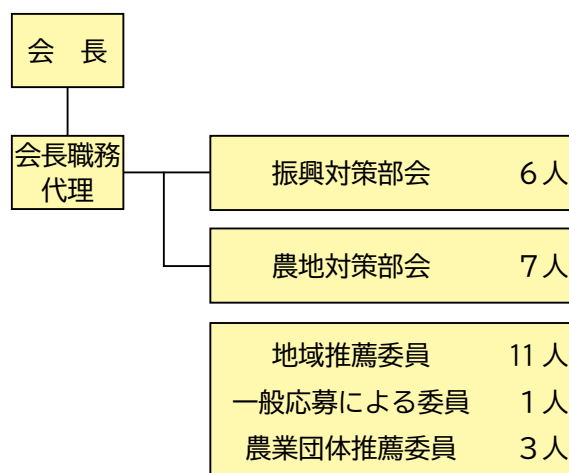 会　長
会長職務
代理
振興対策部会　6人
農地対策部会　7人
地域推薦委員　11人
一般応募による委員　1人
農業団体推薦委員　3人